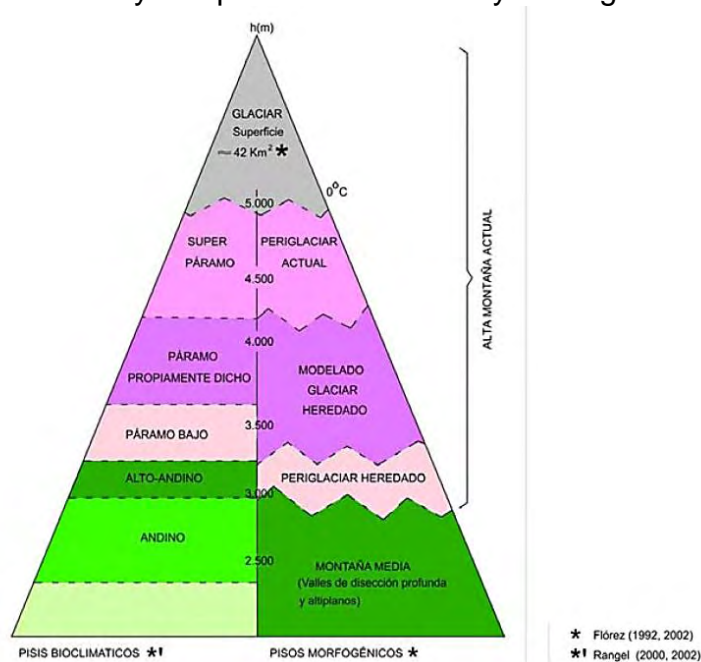 h(m)
GLACIAR
Superficie
42 Km² *
0°C
5.000
SUPER
PÁRAMO
PERIGLACIAR
ACTUAL
4.500
4.000
PÁRAMO
PROPIAMENTE DICHO
MODELADO
GLACIAR
HEREDADO
3.500
PÁRAMO BAJO
ALTO-ANDINO
PERIGLACIAR HEREDADO
3.000
ANDINO
2.500
MONTAÑA MEDIA
(Valles de disección profunda
y altiplanos)
ALTA MONTAÑA ACTUAL
PISIS BIOCLIMATICOS *'
PISOS MORFOGÉNICOS *
* Flórez (1992, 2002)
*' Rangel (2000, 2002)